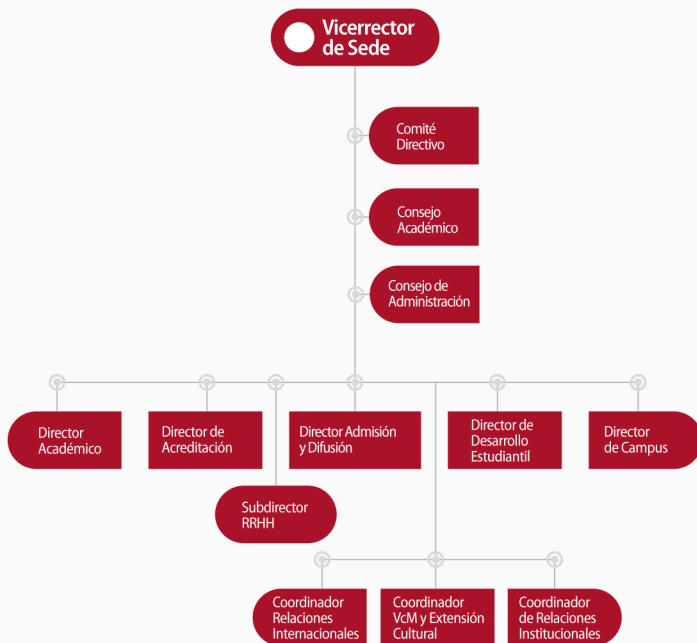 Vicerrector
de Sede
Comité
Directivo
Consejo
Académico
Consejo de
Administración
Director
Académico
Director de
Acreditación
Director Admisión
y Difusión
Director de
Desarrollo
Estudiantil
Director
de Campus
Subdirector
RRHH
Coordinador
Relaciones
Internacionales
Coordinador
VcM y Extensión
Cultural
Coordinador
de Relaciones
Institucionales